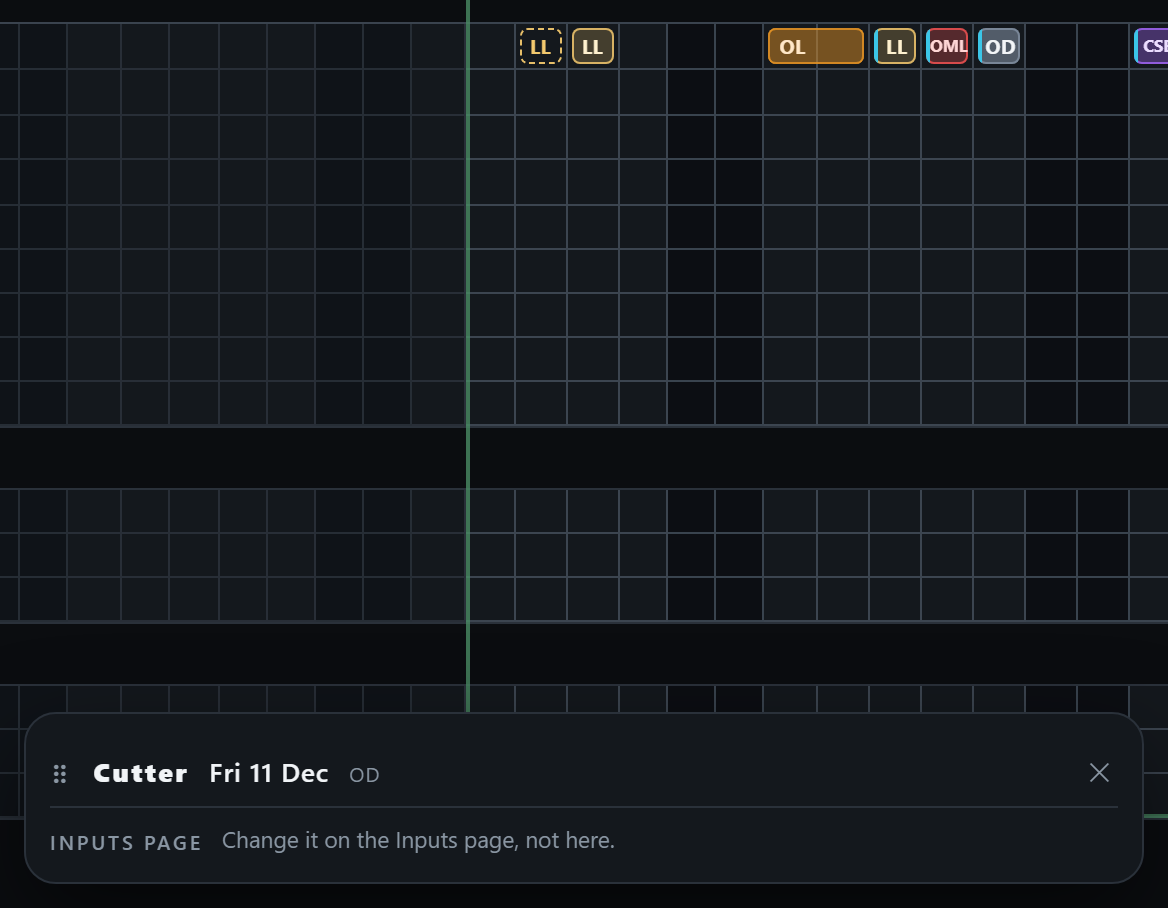 LL LL OL LL OML OD CSE
Cutter Fri 11 Dec OD
INPUTS PAGE Change it on the Inputs page, not here.